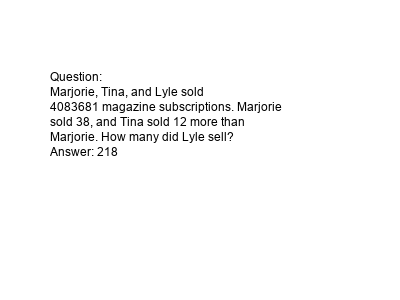 Question:
Marjorie, Tina, and Lyle sold
4083681 magazine subscriptions. Marjorie
sold 38, and Tina sold 12 more than
Marjorie. How many did Lyle sell?
Answer: 218